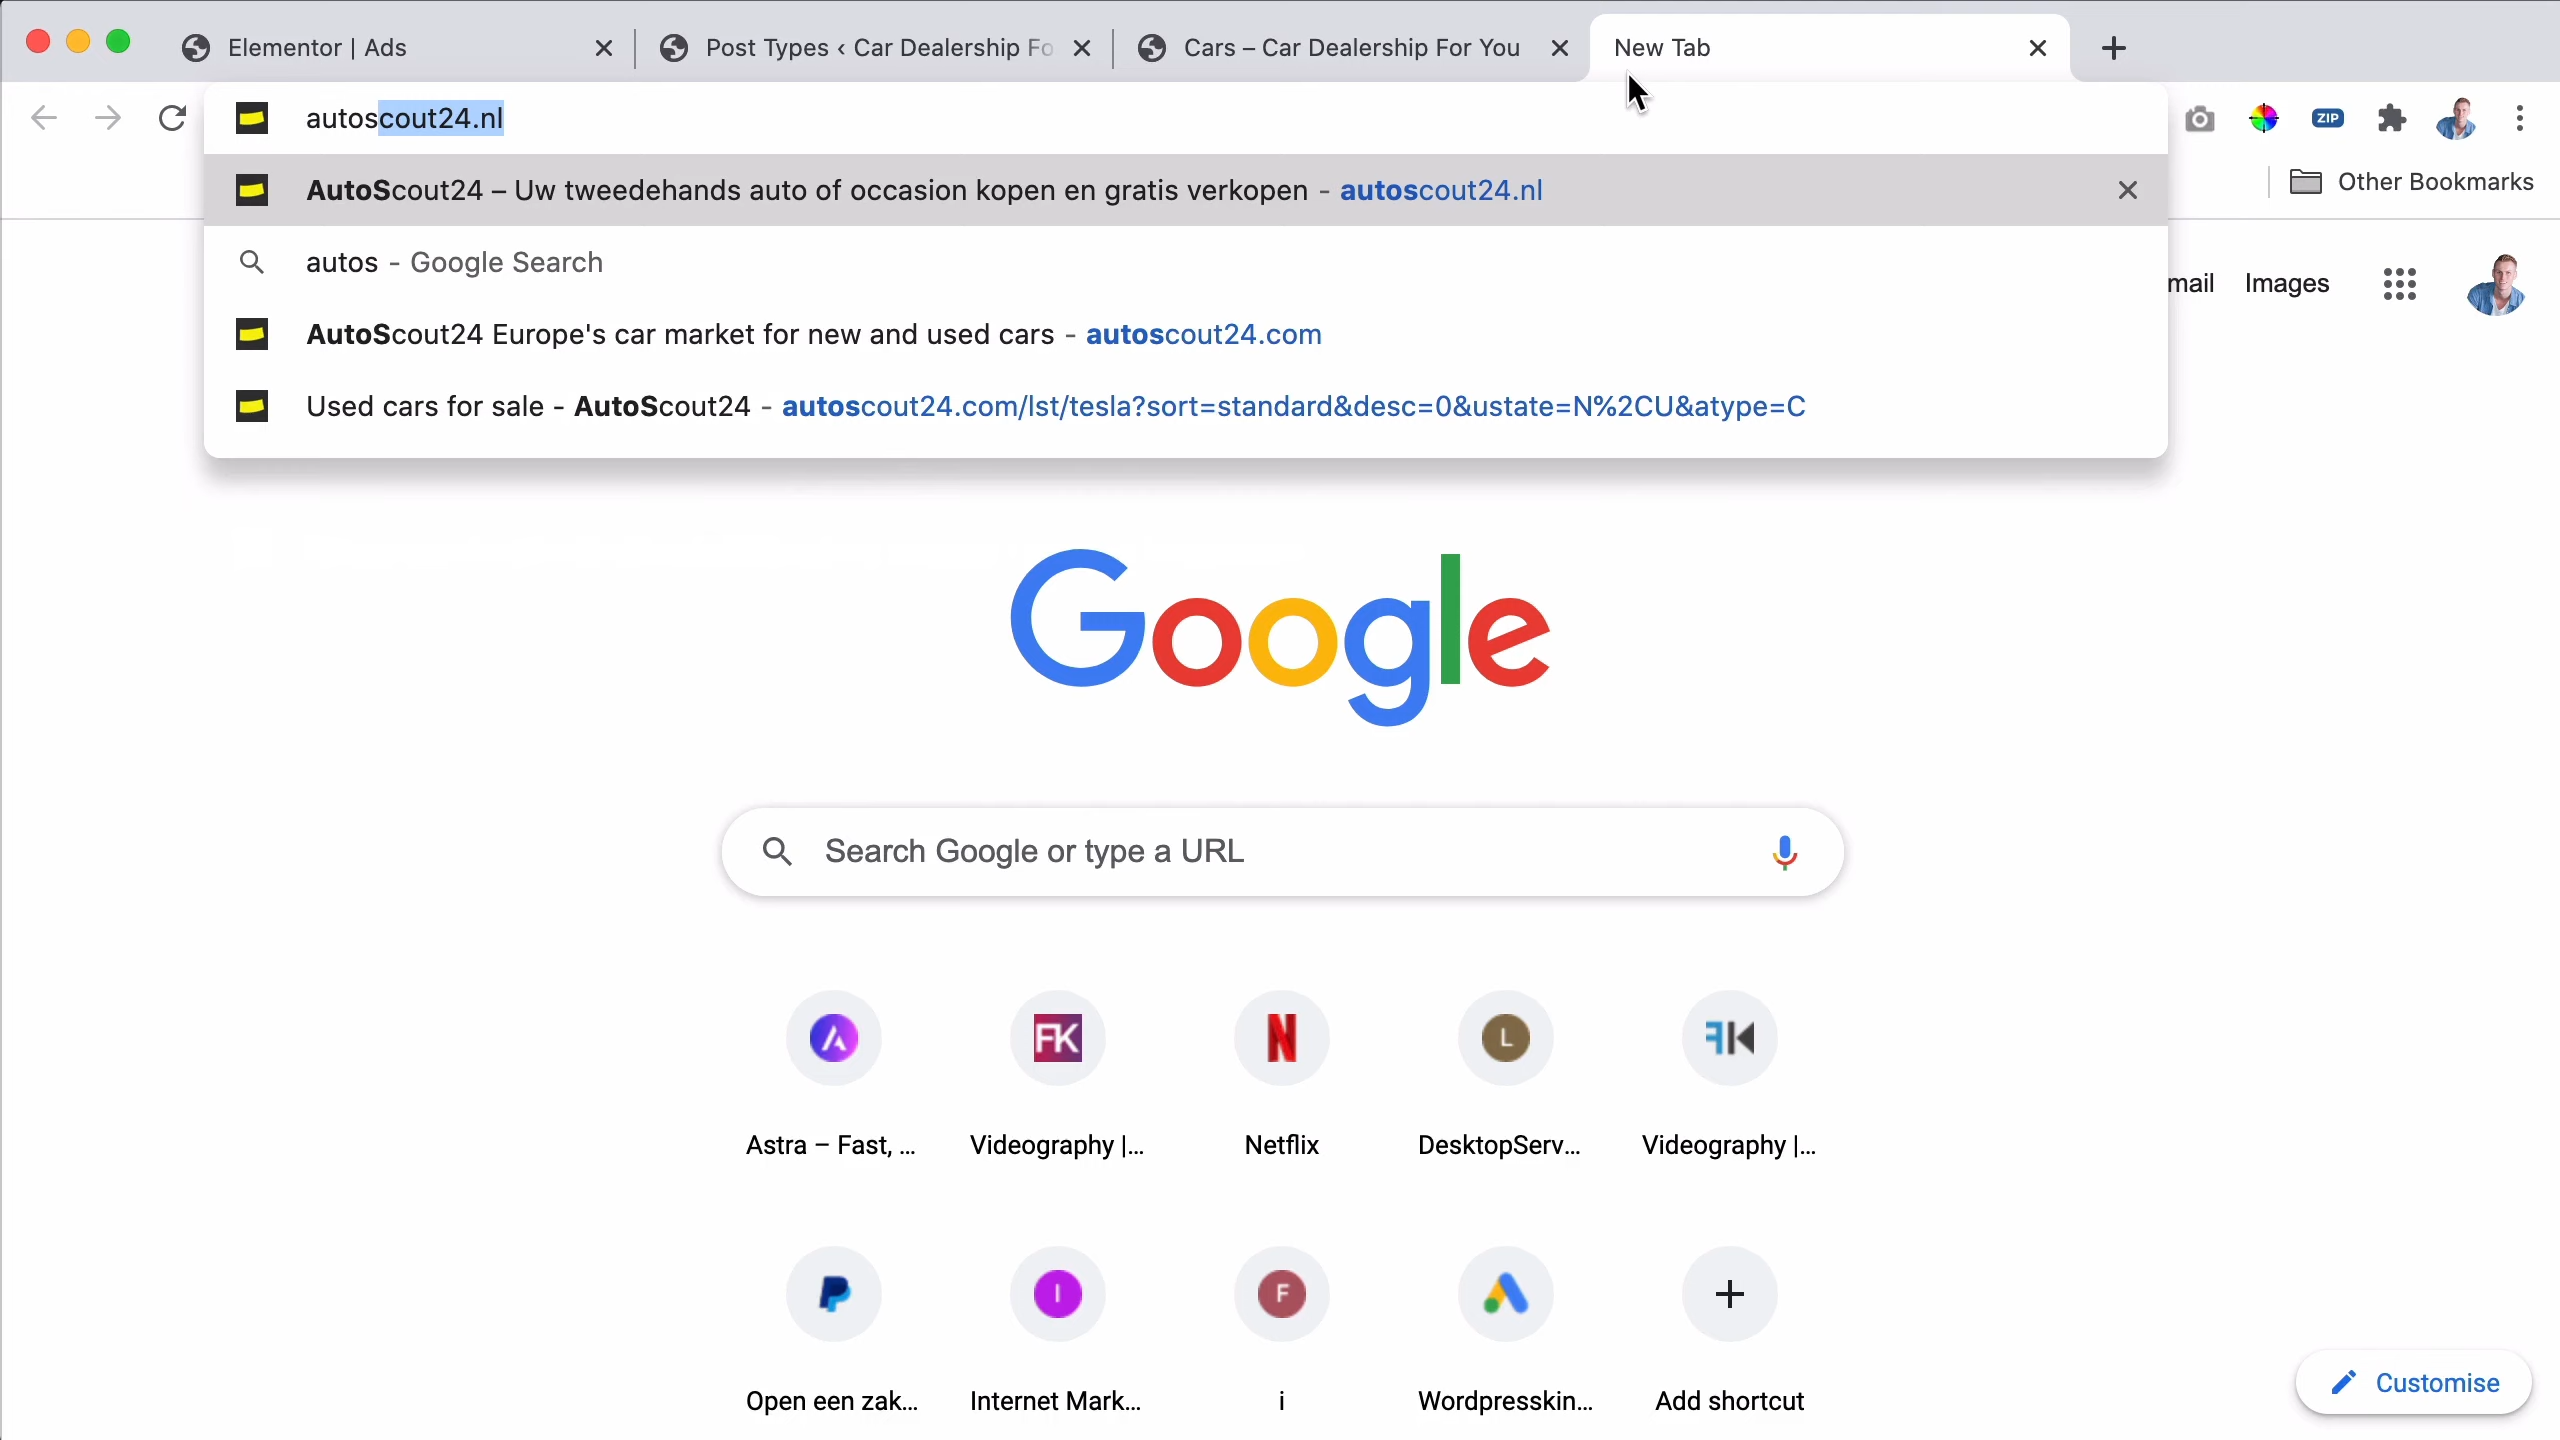 Elementor | Ads
Post Types ‹ Car Dealership Fo
Cars – Car Dealership For You
New Tab
autoscout24.nl
ZIP
AutoScout24 – Uw tweedehands auto of occasion kopen en gratis verkopen - autoscout24.nl
Other Bookmarks
autos - Google Search
mail
Images
AutoScout24 Europe's car market for new and used cars - autoscout24.com
Used cars for sale - AutoScout24 - autoscout24.com/lst/tesla?sort=standard&desc=0&ustate=N%2CU&atype=C
Google
Search Google or type a URL
FK
N
L
FK
Astra – Fast, ...
Videography |...
Netflix
DesktopServ...
Videography |...
P
I
F
Open een zak...
Internet Mark...
i
Wordpresskin...
Add shortcut
Customise